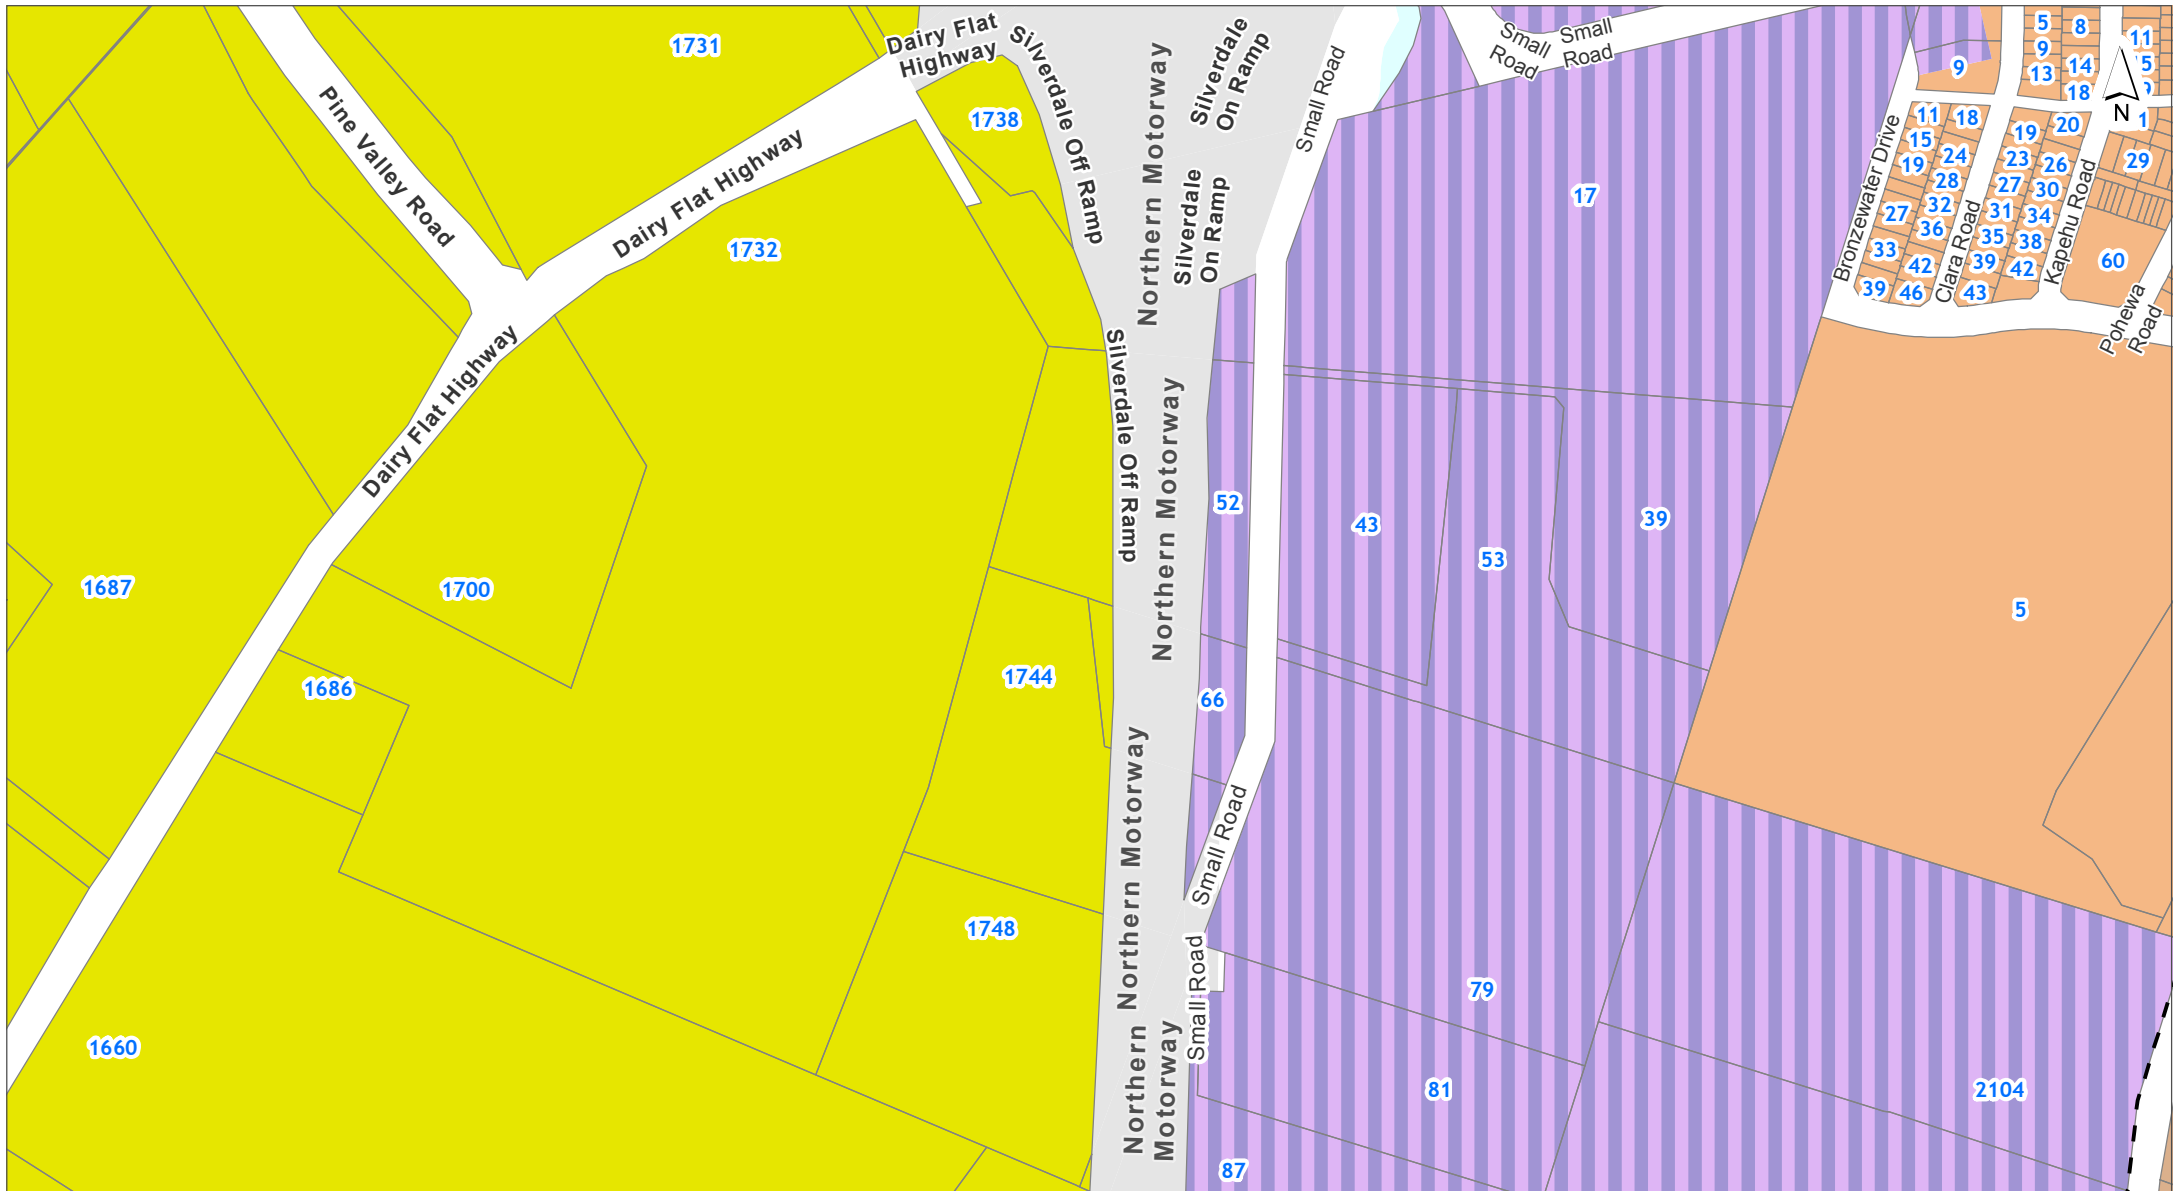 1731
Dairy Flat
Highway
Silverdale Off Ramp
Northern Motorway
Silverdale
On Ramp
Small Road
Small
Road
Small
Road
5
9
13
8
14
18
11
9
N
1
Pine Valley Road
1738
Dairy Flat Highway
1732
Silverdale
On Ramp
17
Bronzewater Drive
11
15
19
27
33
39
18
24
28
32
36
42
46
Clara Road
19
23
27
31
35
39
43
20
26
30
34
38
42
Kapehu Road
29
60
Pohewa
Road
Dairy Flat Highway
Silverdale Off Ramp
Northern Motorway
52
43
53
39
5
1687
1700
1686
1744
66
Northern Motorway
Small Road
1748
Small Road
79
1660
Northern
Motorway
81
2104
87